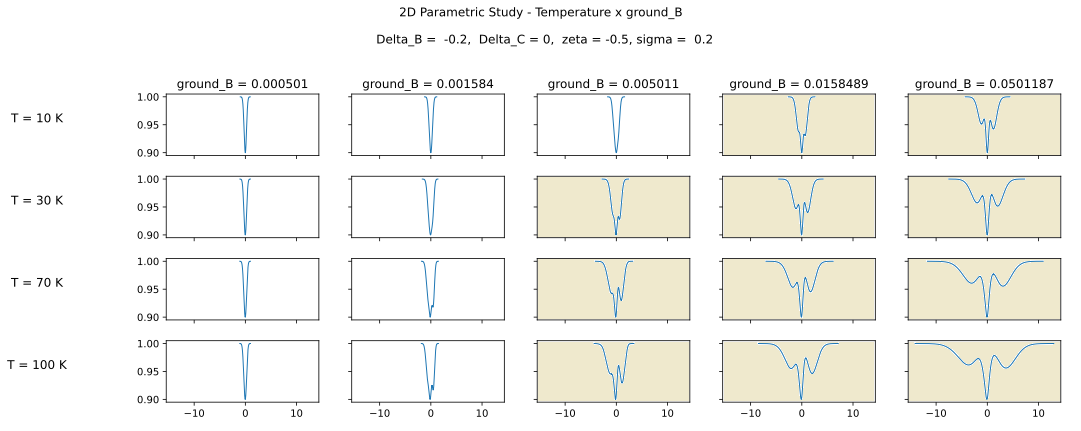 2D Parametric Study - Temperature x ground_B
Delta_B =  -0.2,  Delta_C = 0,  zeta = -0.5, sigma =  0.2
ground_B = 0.000501 ground_B = 0.001584 ground_B = 0.005011 ground_B = 0.0158489 ground_B = 0.0501187
T = 10 K
1.00
0.95
0.90
T = 30 K
1.00
0.95
0.90
T = 70 K
1.00
0.95
0.90
T = 100 K
1.00
0.95
0.90
−10 0 10 −10 0 10 −10 0 10 −10 0 10 −10 0 10